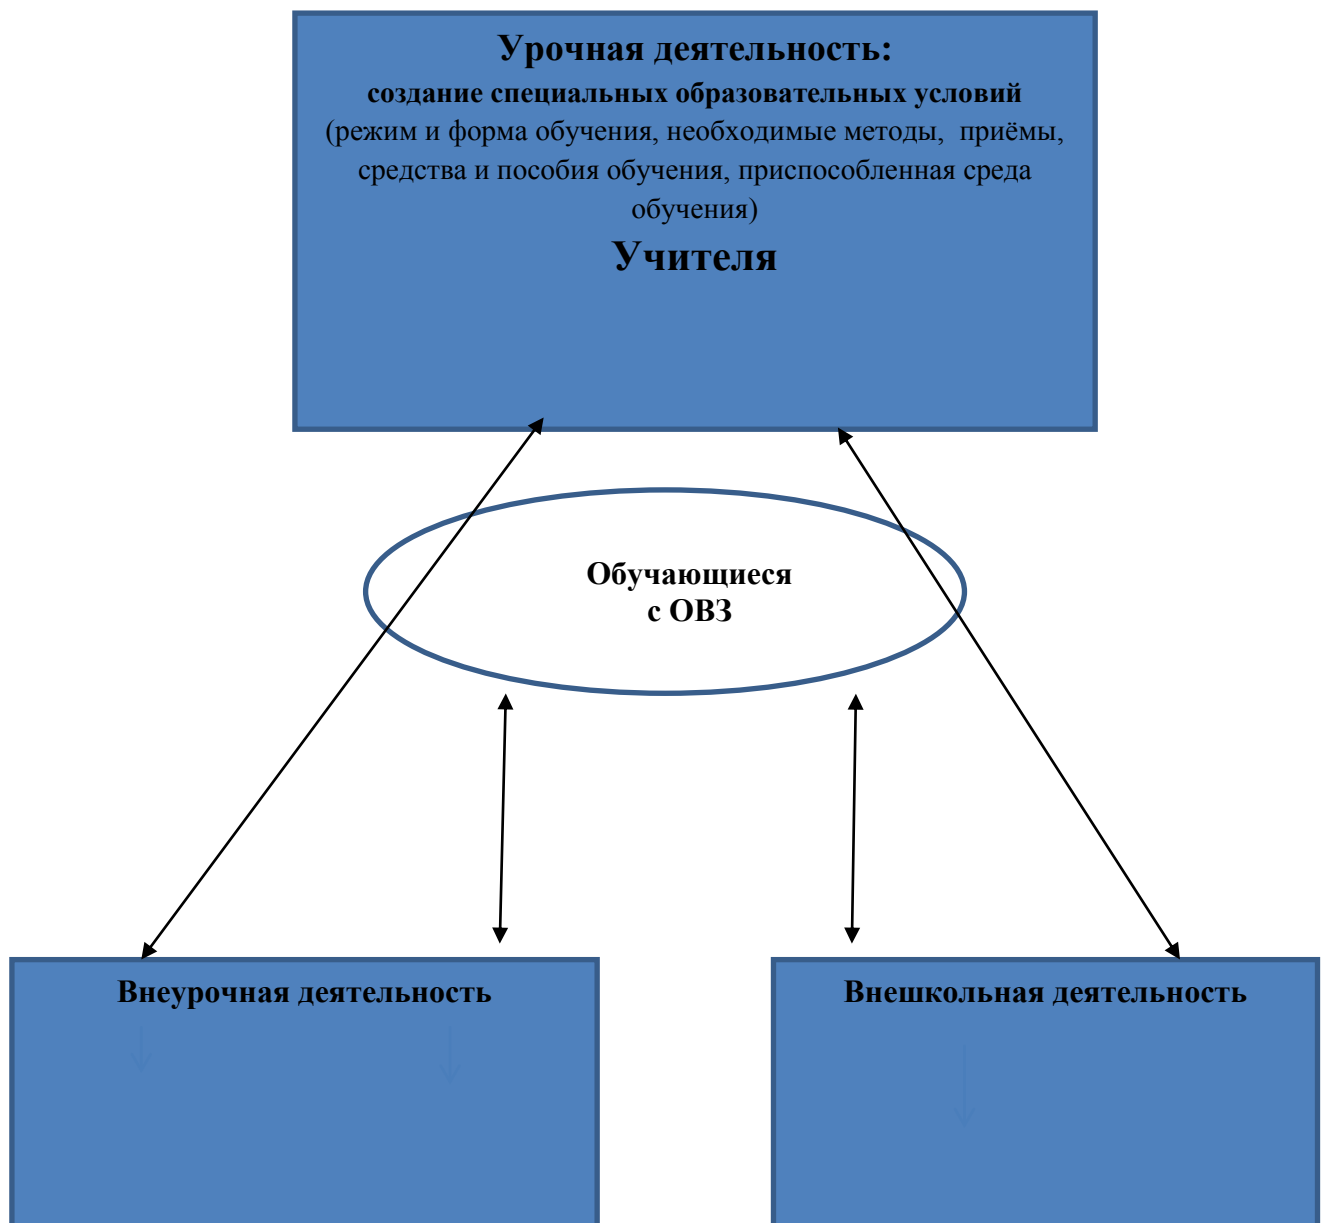 Урочная деятельность:
создание специальных образовательных условий
(режим и форма обучения, необходимые методы,  приёмы,
средства и пособия обучения, приспособленная среда
обучения)
Учителя
Обучающиеся
с ОВЗ
Внеурочная деятельность
Внешкольная деятельность